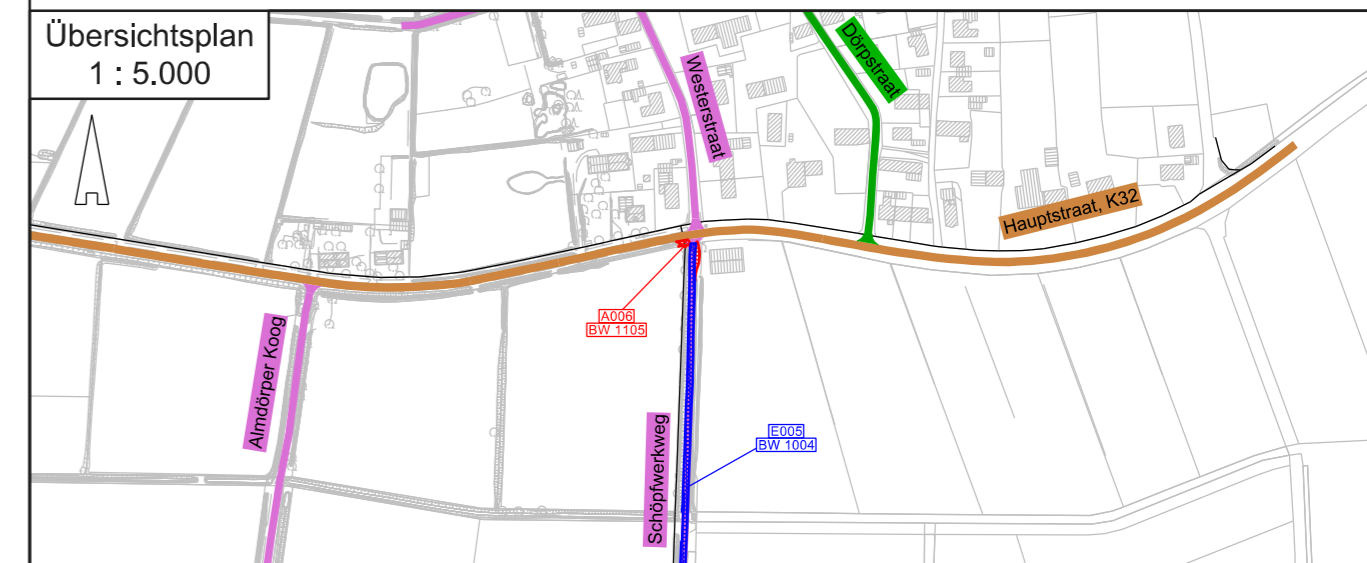 Übersichtsplan
1 : 5.000
Westerstraat
Dörpstraat
Hauptstraat, K32
A006
BW 1105
Almdörper Koog
Schöpfwerkweg
E005
BW 1004